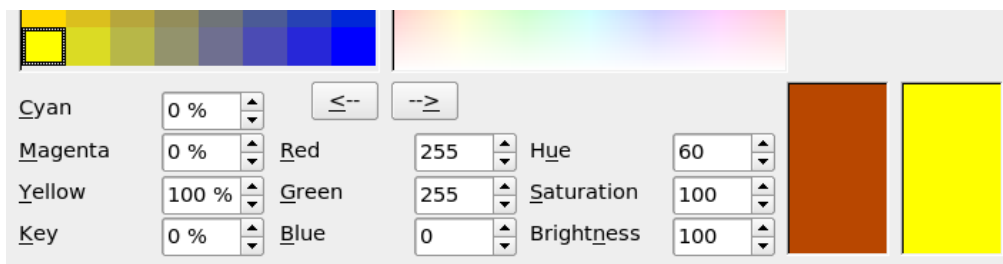 Cyan 0 % <-- -->
Magenta 0 % Red 255 Hue 60
Yellow 100 % Green 255 Saturation 100
Key 0 % Blue 0 Brightness 100